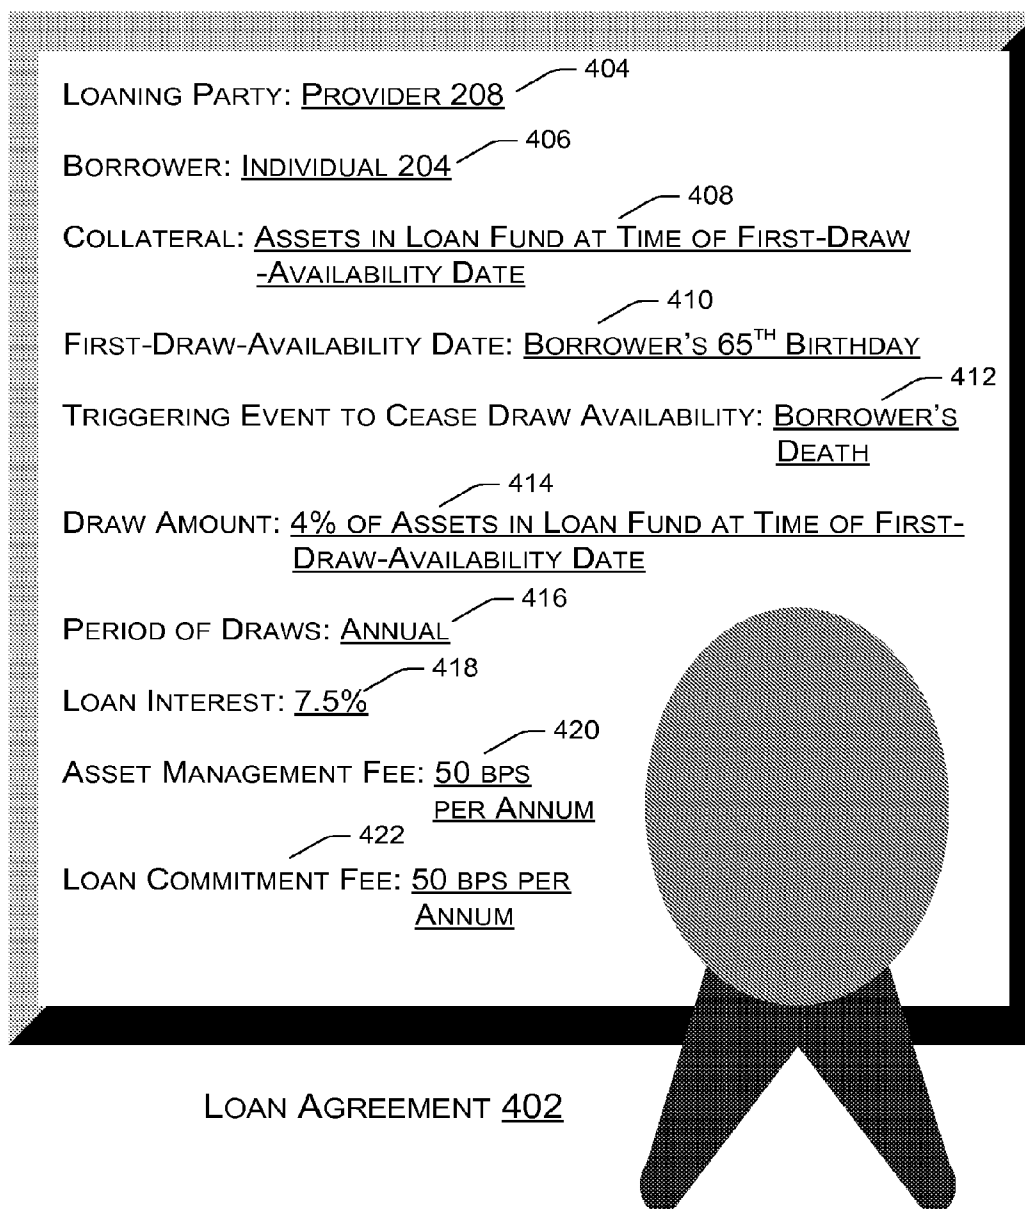 404
LOANING PARTY: PROVIDER 208
406
BORROWER: INDIVIDUAL 204
408
COLLATERAL: ASSETS IN LOAN FUND AT TIME OF FIRST-DRAW
-AVAILABILITY DATE
410
FIRST-DRAW-AVAILABILITY DATE: BORROWER'S 65TH BIRTHDAY
412
TRIGGERING EVENT TO CEASE DRAW AVAILABILITY: BORROWER'S
DEATH
414
DRAW AMOUNT: 4% OF ASSETS IN LOAN FUND AT TIME OF FIRST-
DRAW-AVAILABILITY DATE
416
PERIOD OF DRAWS: ANNUAL
418
LOAN INTEREST: 7.5%
420
ASSET MANAGEMENT FEE: 50 BPS
PER ANNUM
422
LOAN COMMITMENT FEE: 50 BPS PER
ANNUM
LOAN AGREEMENT 402